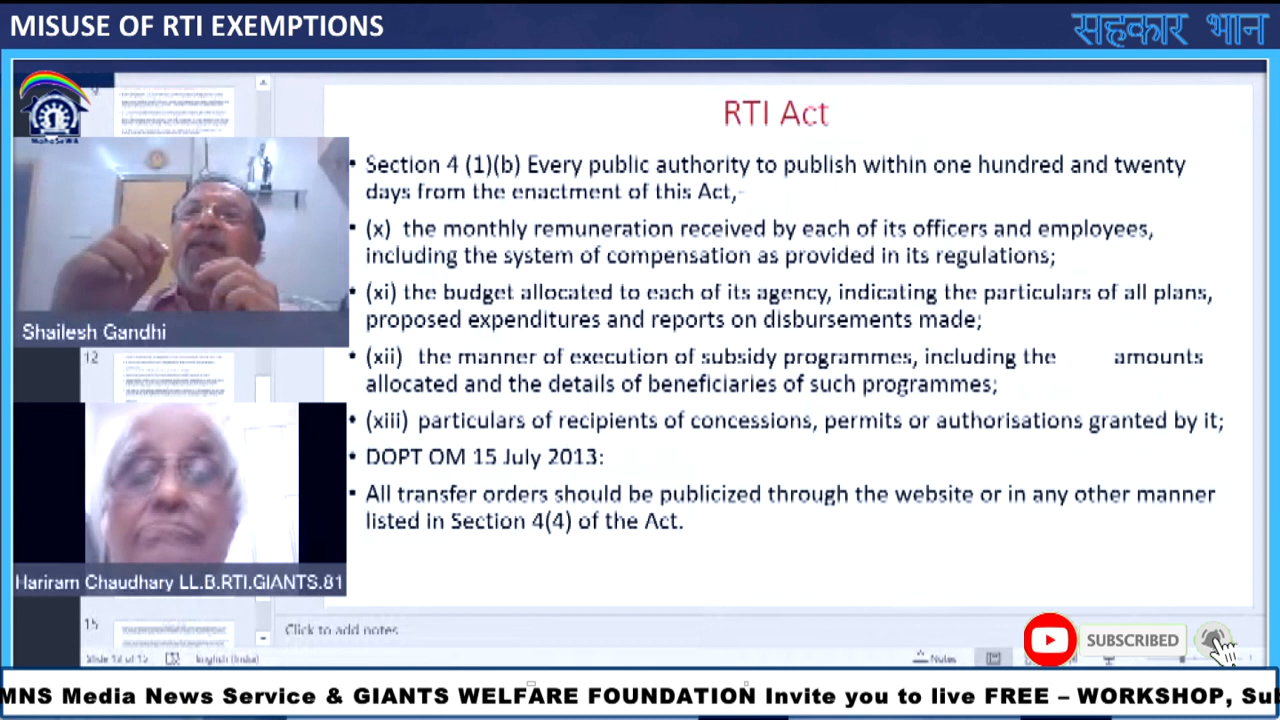 MISUSE OF RTI EXEMPTIONS
सहकार भान
MahaSeWA
RTI Act
• Section 4 (1)(b) Every public authority to publish within one hundred and twenty
days from the enactment of this Act,-
• (x) the monthly remuneration received by each of its officers and employees,
including the system of compensation as provided in its regulations;
• (xi) the budget allocated to each of its agency, indicating the particulars of all plans,
proposed expenditures and reports on disbursements made;
• (xii) the manner of execution of subsidy programmes, including the amounts
allocated and the details of beneficiaries of such programmes;
• (xiii) particulars of recipients of concessions, permits or authorisations granted by it;
• DOPT OM 15 July 2013:
• All transfer orders should be publicized through the website or in any other manner
listed in Section 4(4) of the Act.
Shailesh Gandhi
12
Hariram Chaudhary LL.B.RTI.GIANTS.81
15
Click to add notes
SUBSCRIBED
English (India)
Notes
MNS Media News Service & GIANTS WELFARE FOUNDATION Invite you to live FREE – WORKSHOP, Su